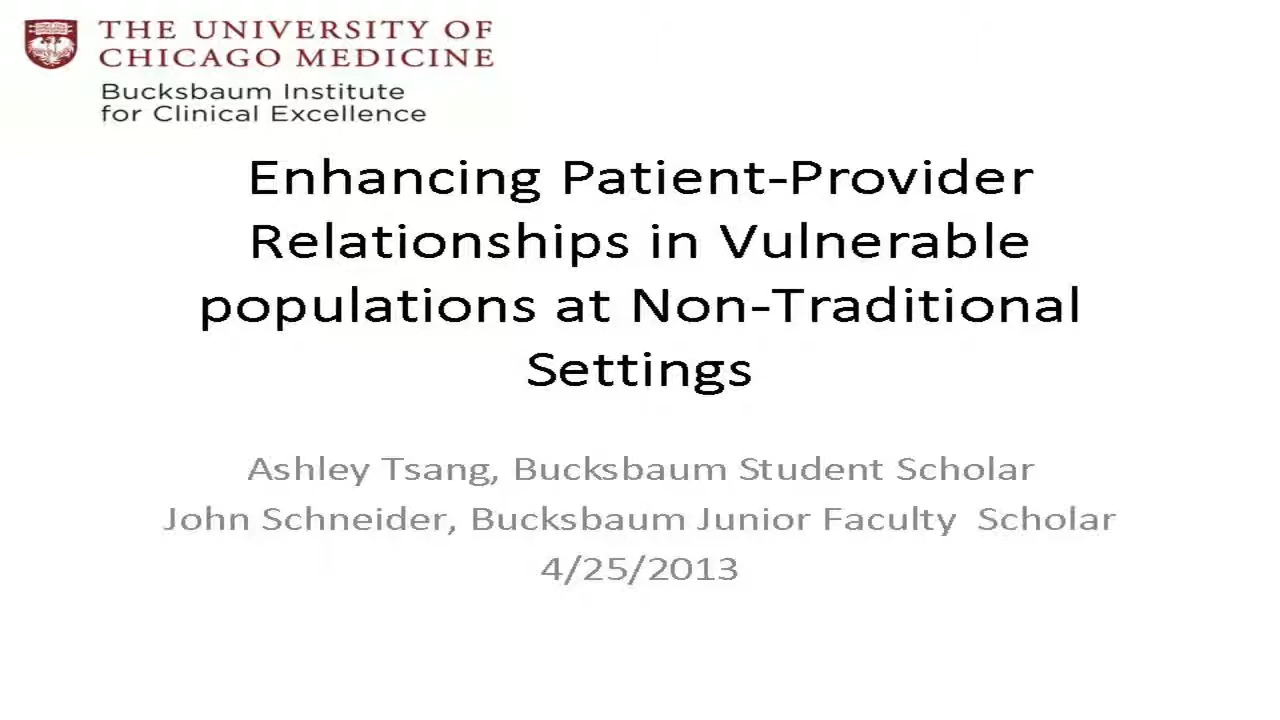 THE UNIVERSITY OF
CHICAGO MEDICINE
Bucksbaum Institute
for Clinical Excellence
Enhancing Patient-Provider
Relationships in Vulnerable
populations at Non-Traditional
Settings
Ashley Tsang, Bucksbaum Student Scholar
John Schneider, Bucksbaum Junior Faculty Scholar
4/25/2013